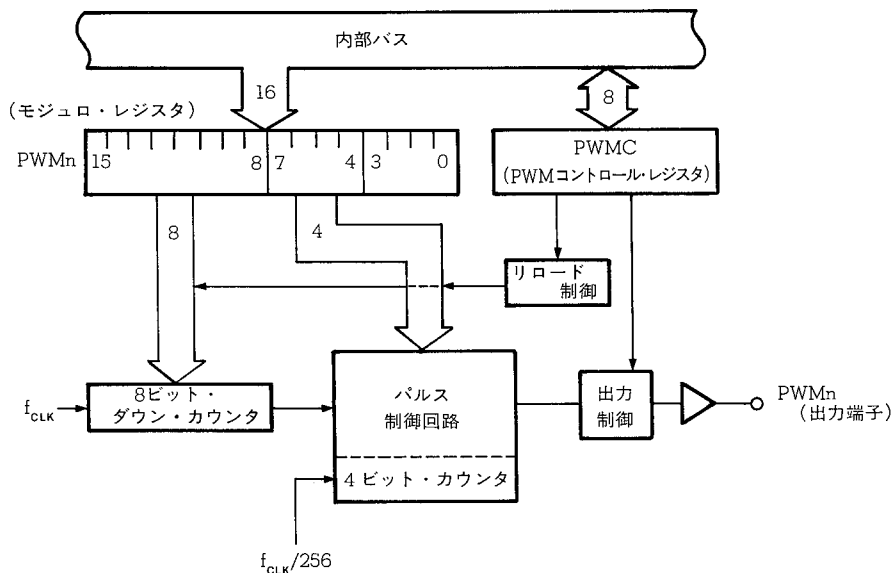 内部バス
16
8
(モジュロ・レジスタ)
PWMn 15 8 7 4 3 0
PWMC
(PWMコントロール・レジスタ)
8
4
リロード
制御
8ビット・
ダウン・カウンタ
fCLK
パルス
制御回路
4ビット・カウンタ
出力
制御
PWMn
(出力端子)
fCLK/256